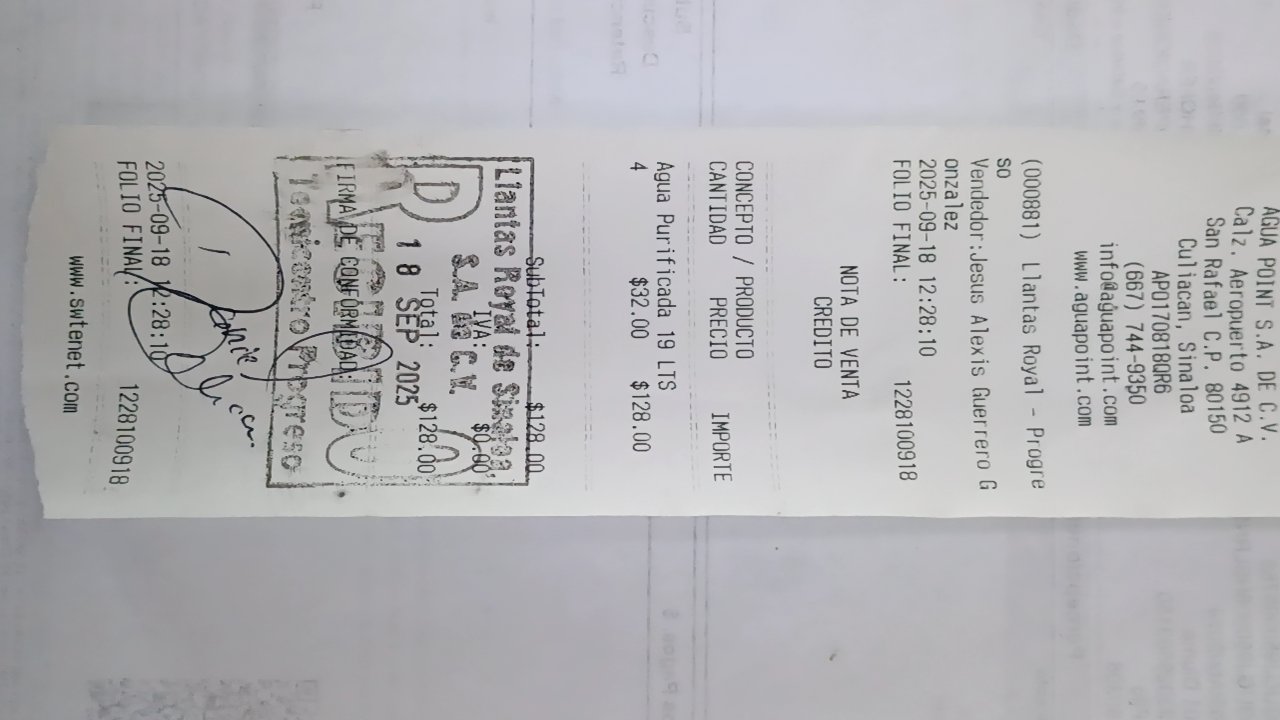 AGUA POINT S.A. DE C.V.
Calz. Aeropuerto 4912 A
San Rafael C.P. 80150
Culiacan, Sinaloa
APO170818QR6
(667) 744-9350
info@aguapoint.com
www.aguapoint.com
(000881) Llantas Royal - Progre
so
Vendedor:Jesus Alexis Guerrero G
onzalez
2025-09-18 12:28:10
FOLIO FINAL: 1228100918
NOTA DE VENTA
CREDITO
CONCEPTO / PRODUCTO
CANTIDAD PRECIO IMPORTE
Agua Purificada 19 LTS
4 $32.00 $128.00
SubTotal: $128.00
Llantas Royal de Sinaloa,
IVA: $0.00
S.A. de C.V.
Total: $128.00
18 SEP 2025
RECIBIDO
FIRMA DE CONFORMIDAD
Tecnicentro Progreso
2025-09-18 12:28:10
FOLIO FINAL: 1228100918
www.swtenet.com